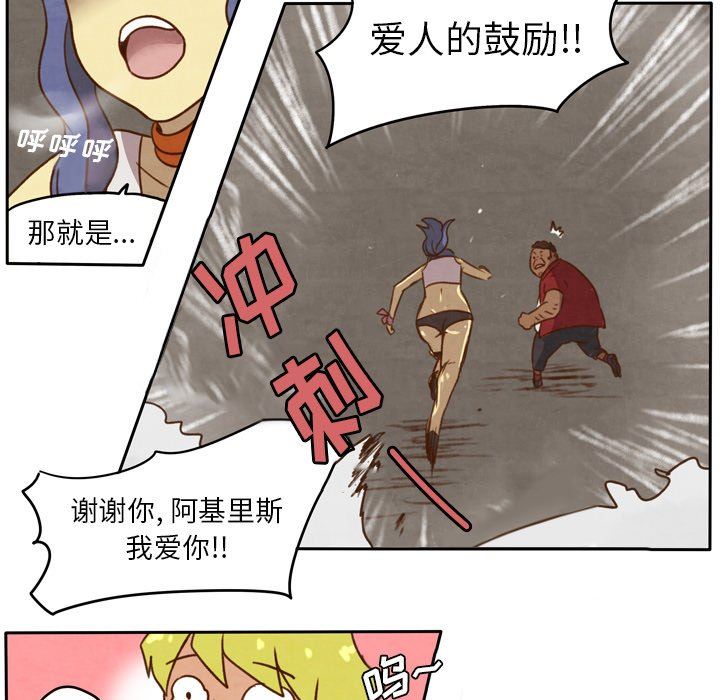 呼呼呼
那就是...
爱人的鼓励!!
冲刺
谢谢你, 阿基里斯
我爱你!!
呜~